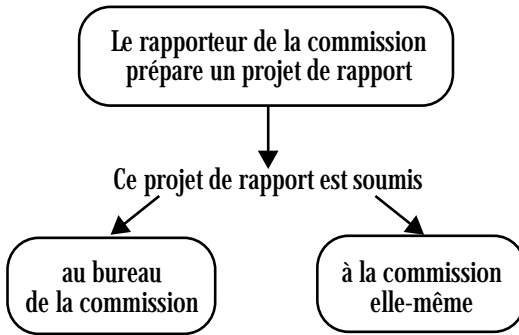 Le rapporteur de la commission
prépare un projet de rapport
Ce projet de rapport est soumis
au bureau
de la commission
à la commission
elle-même